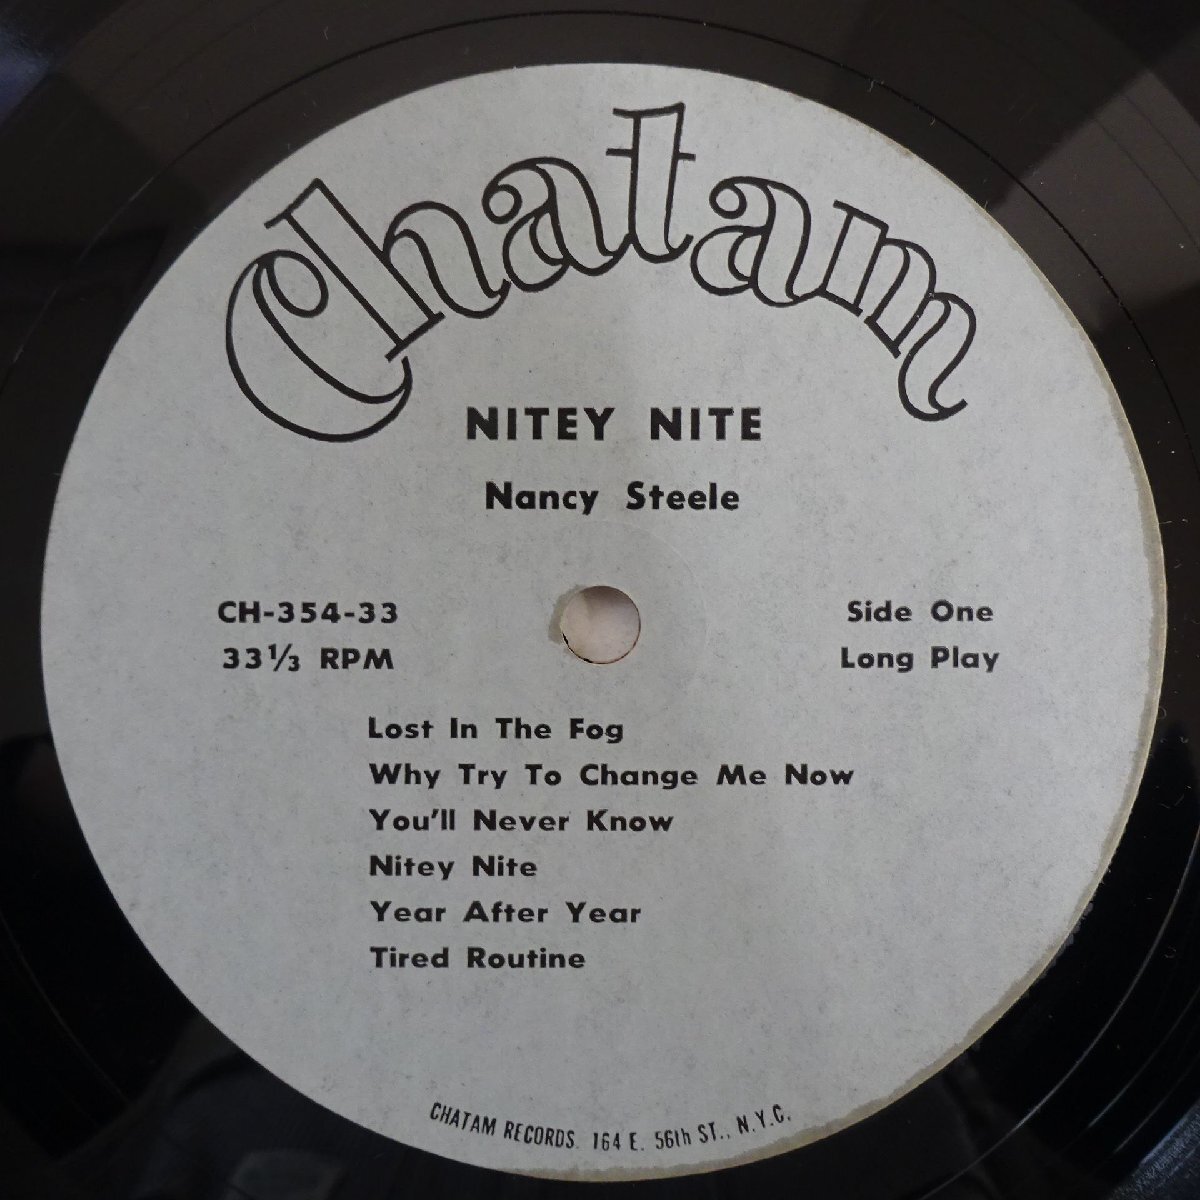 Chatam
NITEY NITE
Nancy Steele
CH-354-33
33 1/3 RPM
Side One
Long Play
Lost In The Fog
Why Try To Change Me Now
You'll Never Know
Nitey Nite
Year After Year
Tired Routine
CHATAM RECORDS. 164 E. 56th ST., N.Y.C.